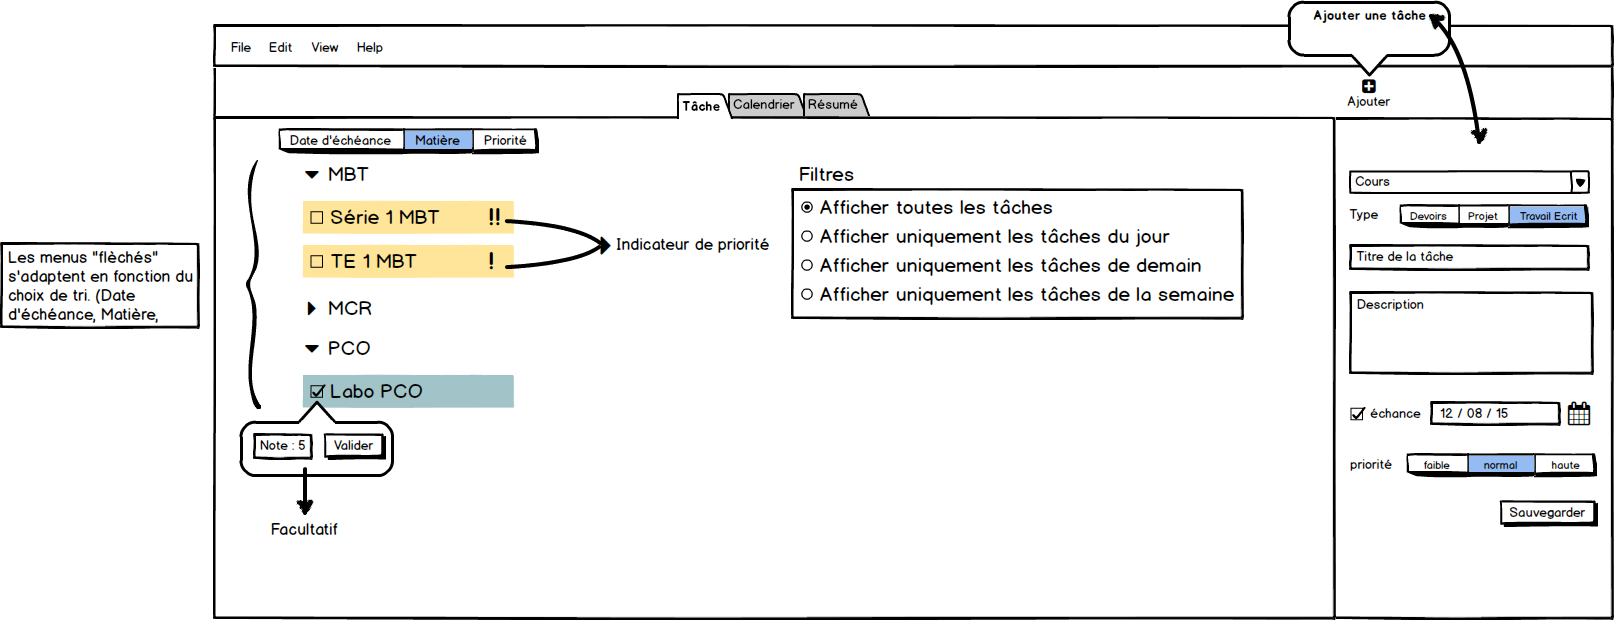 Ajouter une tâche
File Edit View Help
Ajouter
Tâche Calendrier Résumé
Date d'échéance Matière Priorité
MBT
Série 1 MBT !!
TE 1 MBT !
Indicateur de priorité
MCR
PCO
Labo PCO
Note : 5 Valider
Facultatif
Les menus "flèchés"
s'adaptent en fonction du
choix de tri. (Date
d'échéance, Matière,
Filtres
Afficher toutes les tâches
Afficher uniquement les tâches du jour
Afficher uniquement les tâches de demain
Afficher uniquement les tâches de la semaine
Cours
Type Devoirs Projet Travail Ecrit
Titre de la tâche
Description
échance 12 / 08 / 15
priorité faible normal haute
Sauvegarder